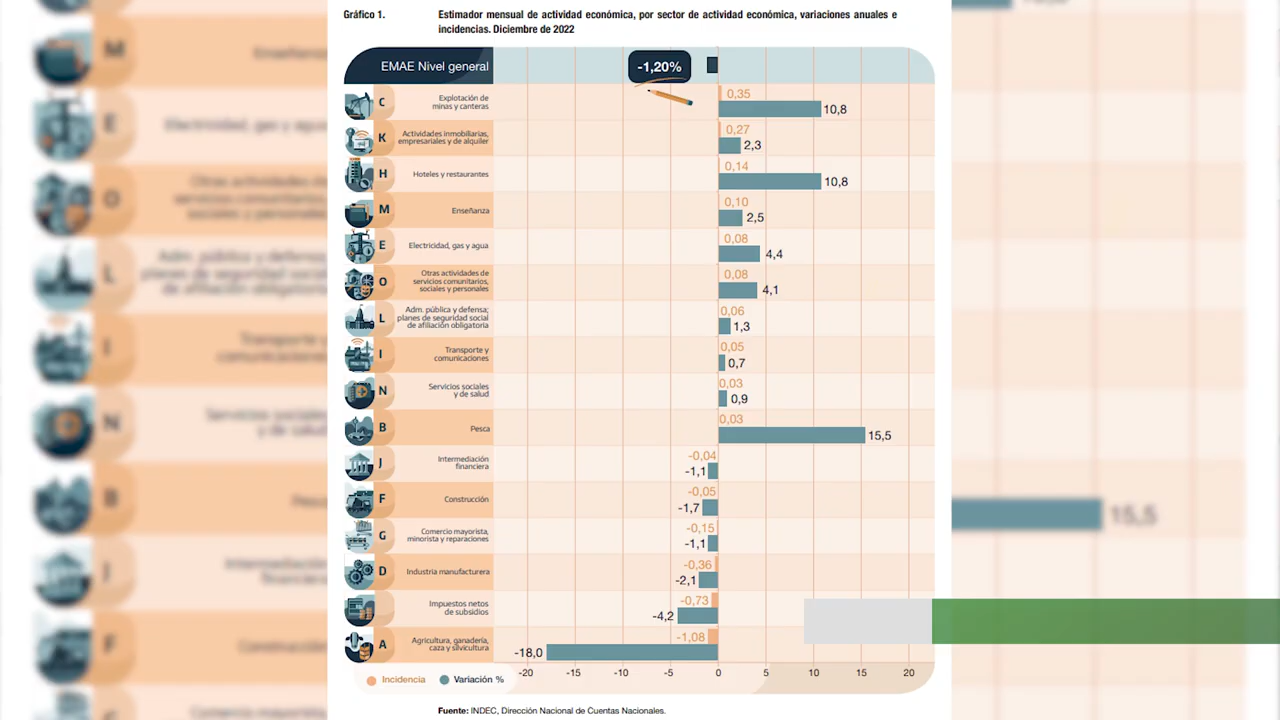 Gráfico 1.
Estimador mensual de actividad económica, por sector de actividad económica, variaciones anuales e
incidencias. Diciembre de 2022
EMAE Nivel general
-1,20%
C
Explotación de
minas y canteras
0,35
10,8
K
Actividades inmobiliarias,
empresariales y de alquiler
0,27
2,3
H
Hoteles y restaurantes
0,14
10,8
M
Enseñanza
0,10
2,5
E
Electricidad, gas y agua
0,08
4,4
O
Otras actividades de
servicios comunitarios,
sociales y personales
0,08
4,1
L
Adm. pública y defensa;
planes de seguridad social
de afiliación obligatoria
0,06
1,3
I
Transporte y
comunicaciones
0,05
0,7
N
Servicios sociales
y de salud
0,03
0,9
B
Pesca
0,03
15,5
J
Intermediación
financiera
-0,04
-1,1
F
Construcción
-0,05
-1,7
G
Comercio mayorista,
minorista y reparaciones
-0,15
-1,1
D
Industria manufacturera
-0,36
-2,1
Impuestos netos
de subsidios
-0,73
-4,2
A
Agricultura, ganadería,
caza y silvicultura
-1,08
-18,0
-20 -15 -10 -5 0 5 10 15 20
Incidencia Variación %
Fuente: INDEC, Dirección Nacional de Cuentas Nacionales.